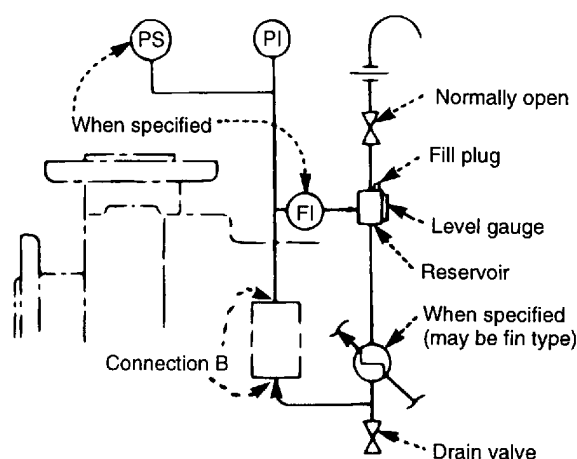 PS
PI
Normally open
When specified
Fill plug
FI
Level gauge
Reservoir
When specified
(may be fin type)
Connection B
Drain valve